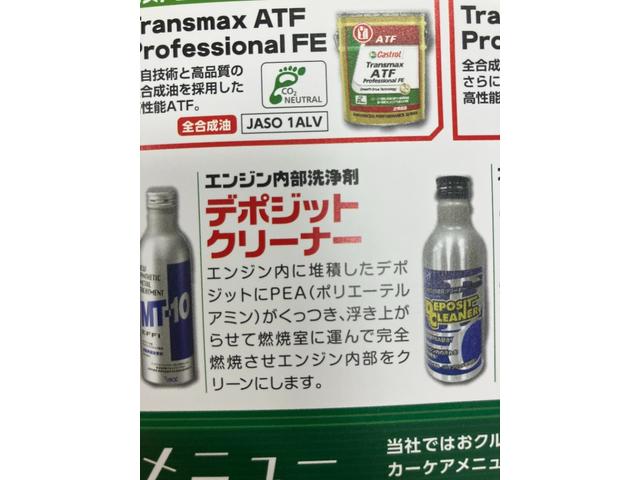 Transmax ATF
Professional FE
自技術と高品質の
合成油を採用した
性能ATF。
CO2
NEUTRAL
全合成油
JASO 1ALV
ATF
Castrol
Transmax
ATF
Professional FE
Trans
Pro
全合成
さらに
高性能
エンジン内部洗浄剤
デポジット
クリーナー
エンジン内に堆積したデポ
ジットにPEA(ポリエーテル
アミン)がくっつき、浮き上が
らせて燃焼室に運んで完全
燃焼させエンジン内部をク
リーンにします。
MT-10
DEPOSIT
CLEANER
メニュー
当社ではおクル
カーケアメニュ